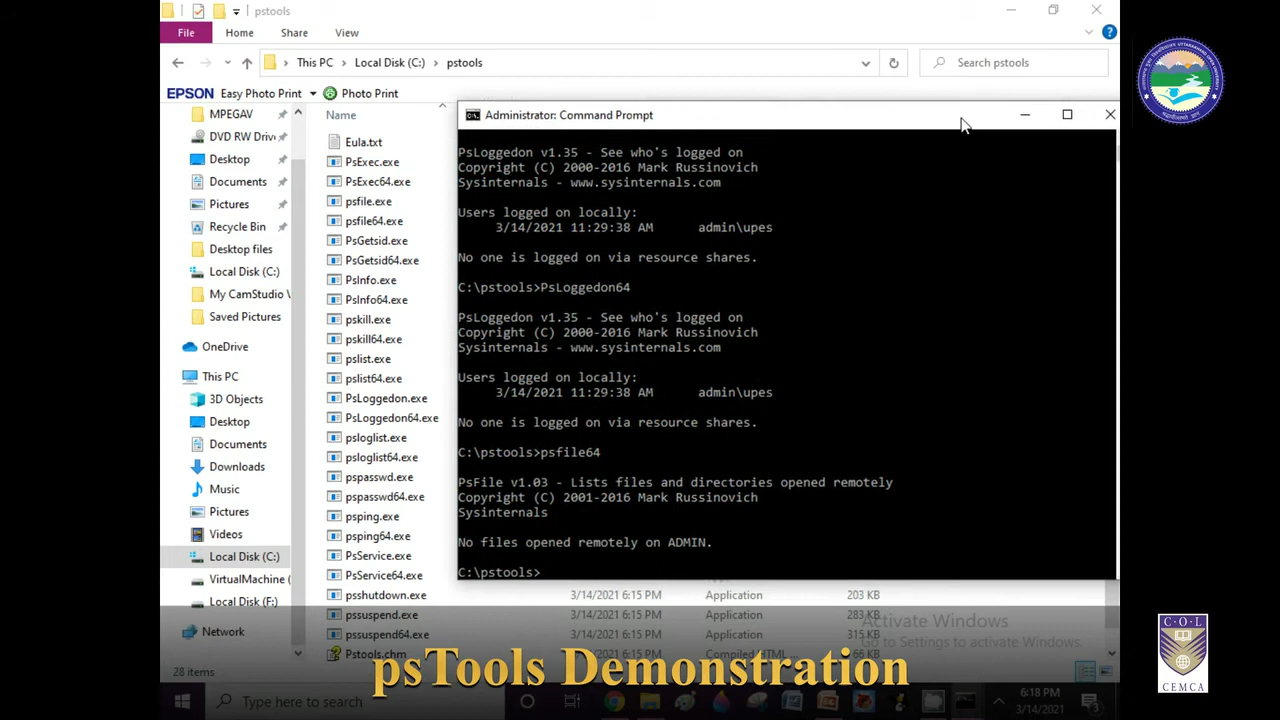 pstools
File Home Share View
This PC Local Disk (C:) pstools
Search pstools
EPSON Easy Photo Print Photo Print
MPEGAV
DVD RW Driv
Desktop
Documents
Pictures
Recycle Bin
Desktop files
Local Disk (C:)
My CamStudio V
Saved Pictures
OneDrive
This PC
3D Objects
Desktop
Documents
Downloads
Music
Pictures
Videos
Local Disk (C:)
VirtualMachine (
Local Disk (F:)
Network
28 items
Name
Eula.txt
PsExec.exe
PsExec64.exe
psfile.exe
psfile64.exe
PsGetsid.exe
PsGetsid64.exe
PsInfo.exe
PsInfo64.exe
pskill.exe
pskill64.exe
pslist.exe
pslist64.exe
PsLoggedon.exe
PsLoggedon64.exe
psloglist.exe
psloglist64.exe
pspasswd.exe
pspasswd64.exe
psping.exe
psping64.exe
PsService.exe
PsService64.exe
psshutdown.exe 3/14/2021 6:15 PM Application 203 KB
pssuspend.exe 3/14/2021 6:15 PM Application 283 KB
pssuspend64.exe 3/14/2021 6:15 PM Application 315 KB
Pstools.chm 66 KB
Administrator: Command Prompt
PsLoggedon v1.35 - See who's logged on
Copyright (C) 2000-2016 Mark Russinovich
Sysinternals - www.sysinternals.com
Users logged on locally:
3/14/2021 11:29:38 AM admin\upes
No one is logged on via resource shares.
C:\pstools>PsLoggedon64
PsLoggedon v1.35 - See who's logged on
Copyright (C) 2000-2016 Mark Russinovich
Sysinternals - www.sysinternals.com
Users logged on locally:
3/14/2021 11:29:38 AM admin\upes
No one is logged on via resource shares.
C:\pstools>psfile64
PsFile v1.03 - Lists files and directories opened remotely
Copyright (C) 2001-2016 Mark Russinovich
Sysinternals
No files opened remotely on ADMIN.
C:\pstools>
Activate Windows
Go to Settings to activate Windows.
psTools Demonstration
Type here to search
6:18 PM
3/14/2021
C·O·L
CEMCA